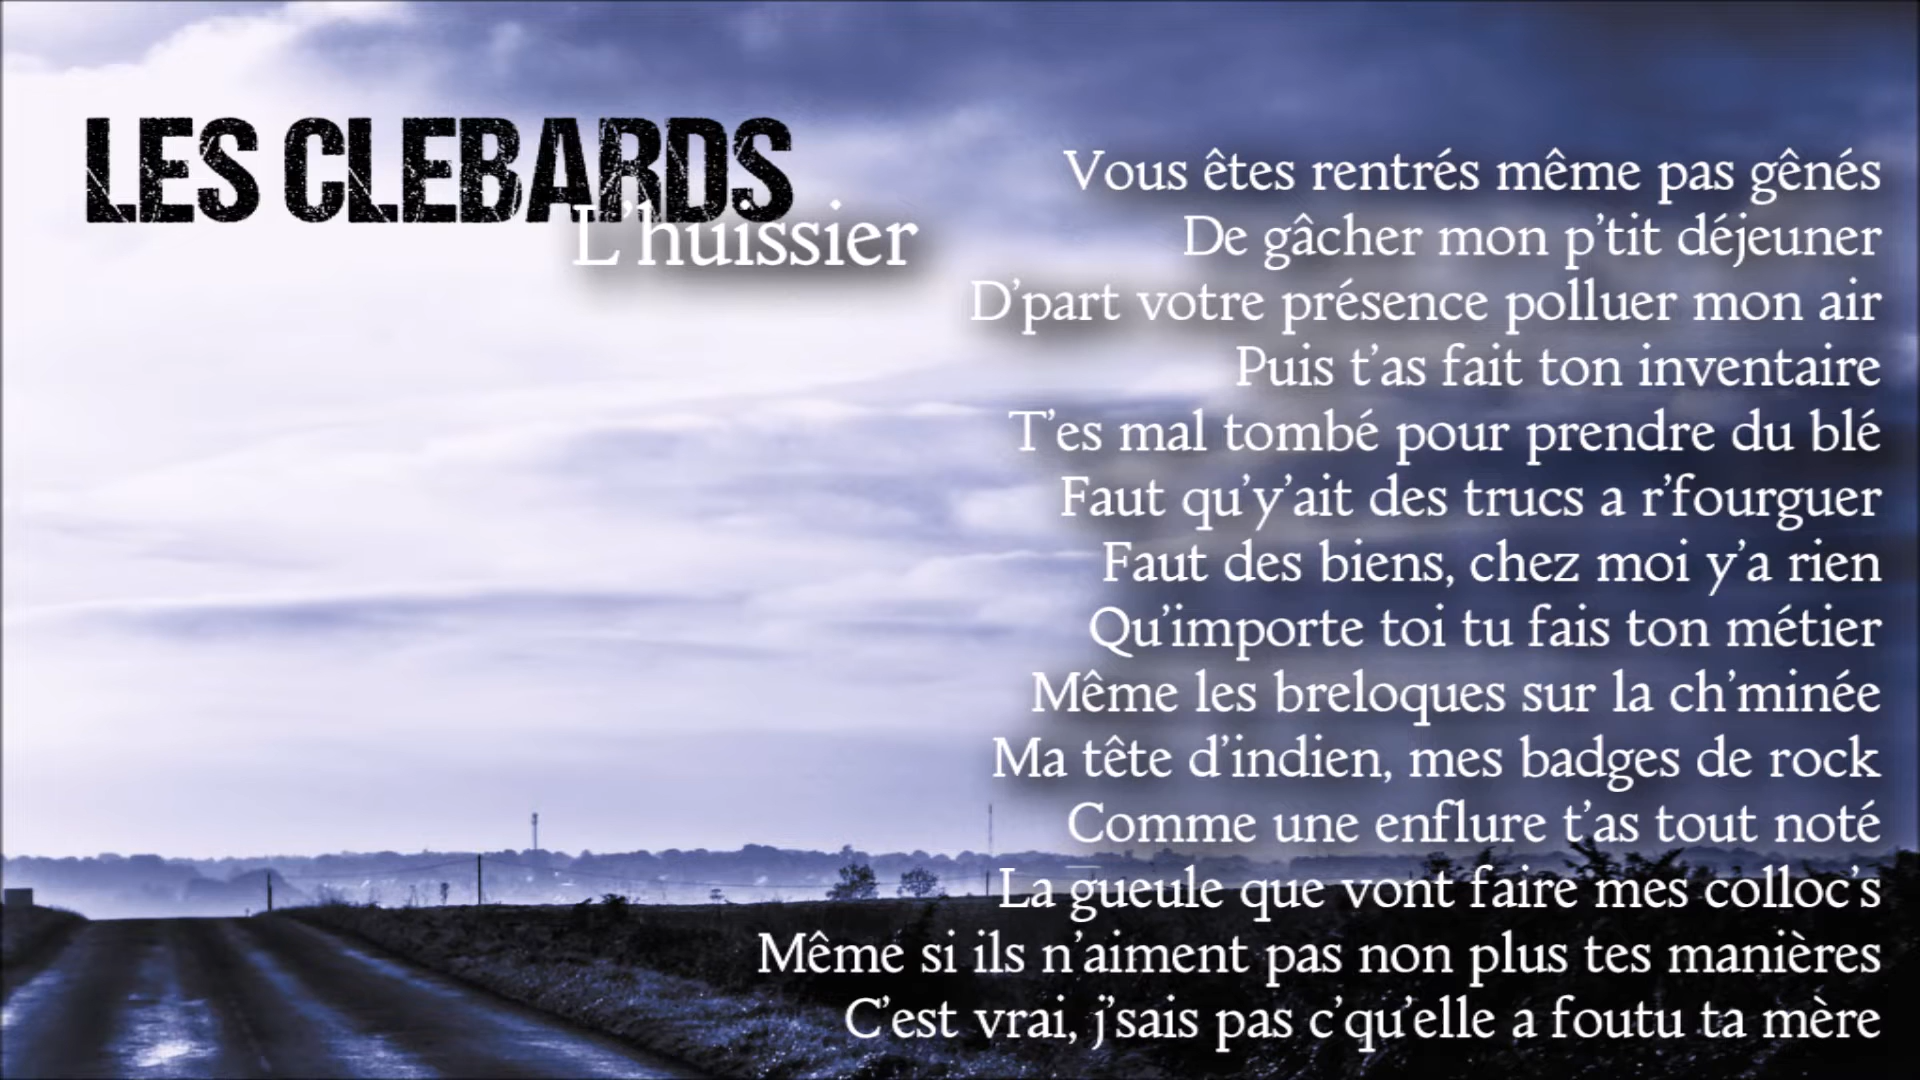 LES CLEBARDS
L'huissier
Vous êtes rentrés même pas gênés
De gâcher mon p'tit déjeuner
D'part votre présence polluer mon air
Puis t'as fait ton inventaire
T'es mal tombé pour prendre du blé
Faut qu'y'ait des trucs a r'fourguer
Faut des biens, chez moi y'a rien
Qu'importe toi tu fais ton métier
Même les breloques sur la ch'minée
Ma tête d'indien, mes badges de rock
Comme une enflure t'as tout noté
La gueule que vont faire mes colloc's
Même si ils n'aiment pas non plus tes manières
C'est vrai, j'sais pas c'qu'elle a foutu ta mère